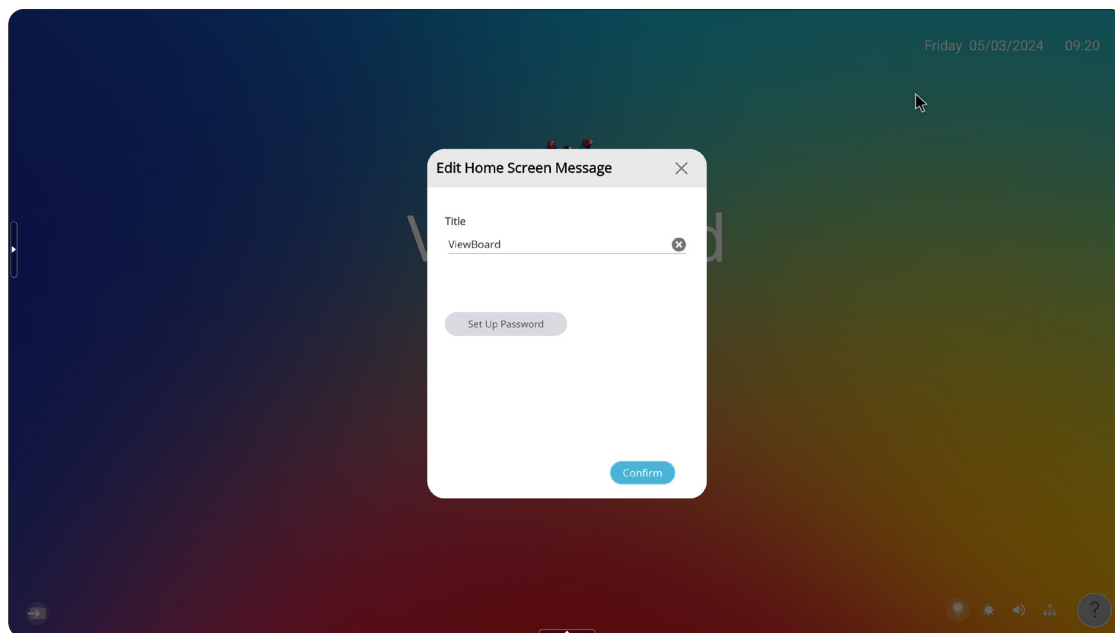 Friday 05/03/2024 09:20
Edit Home Screen Message
Title
ViewBoard
Set Up Password
Confirm
?